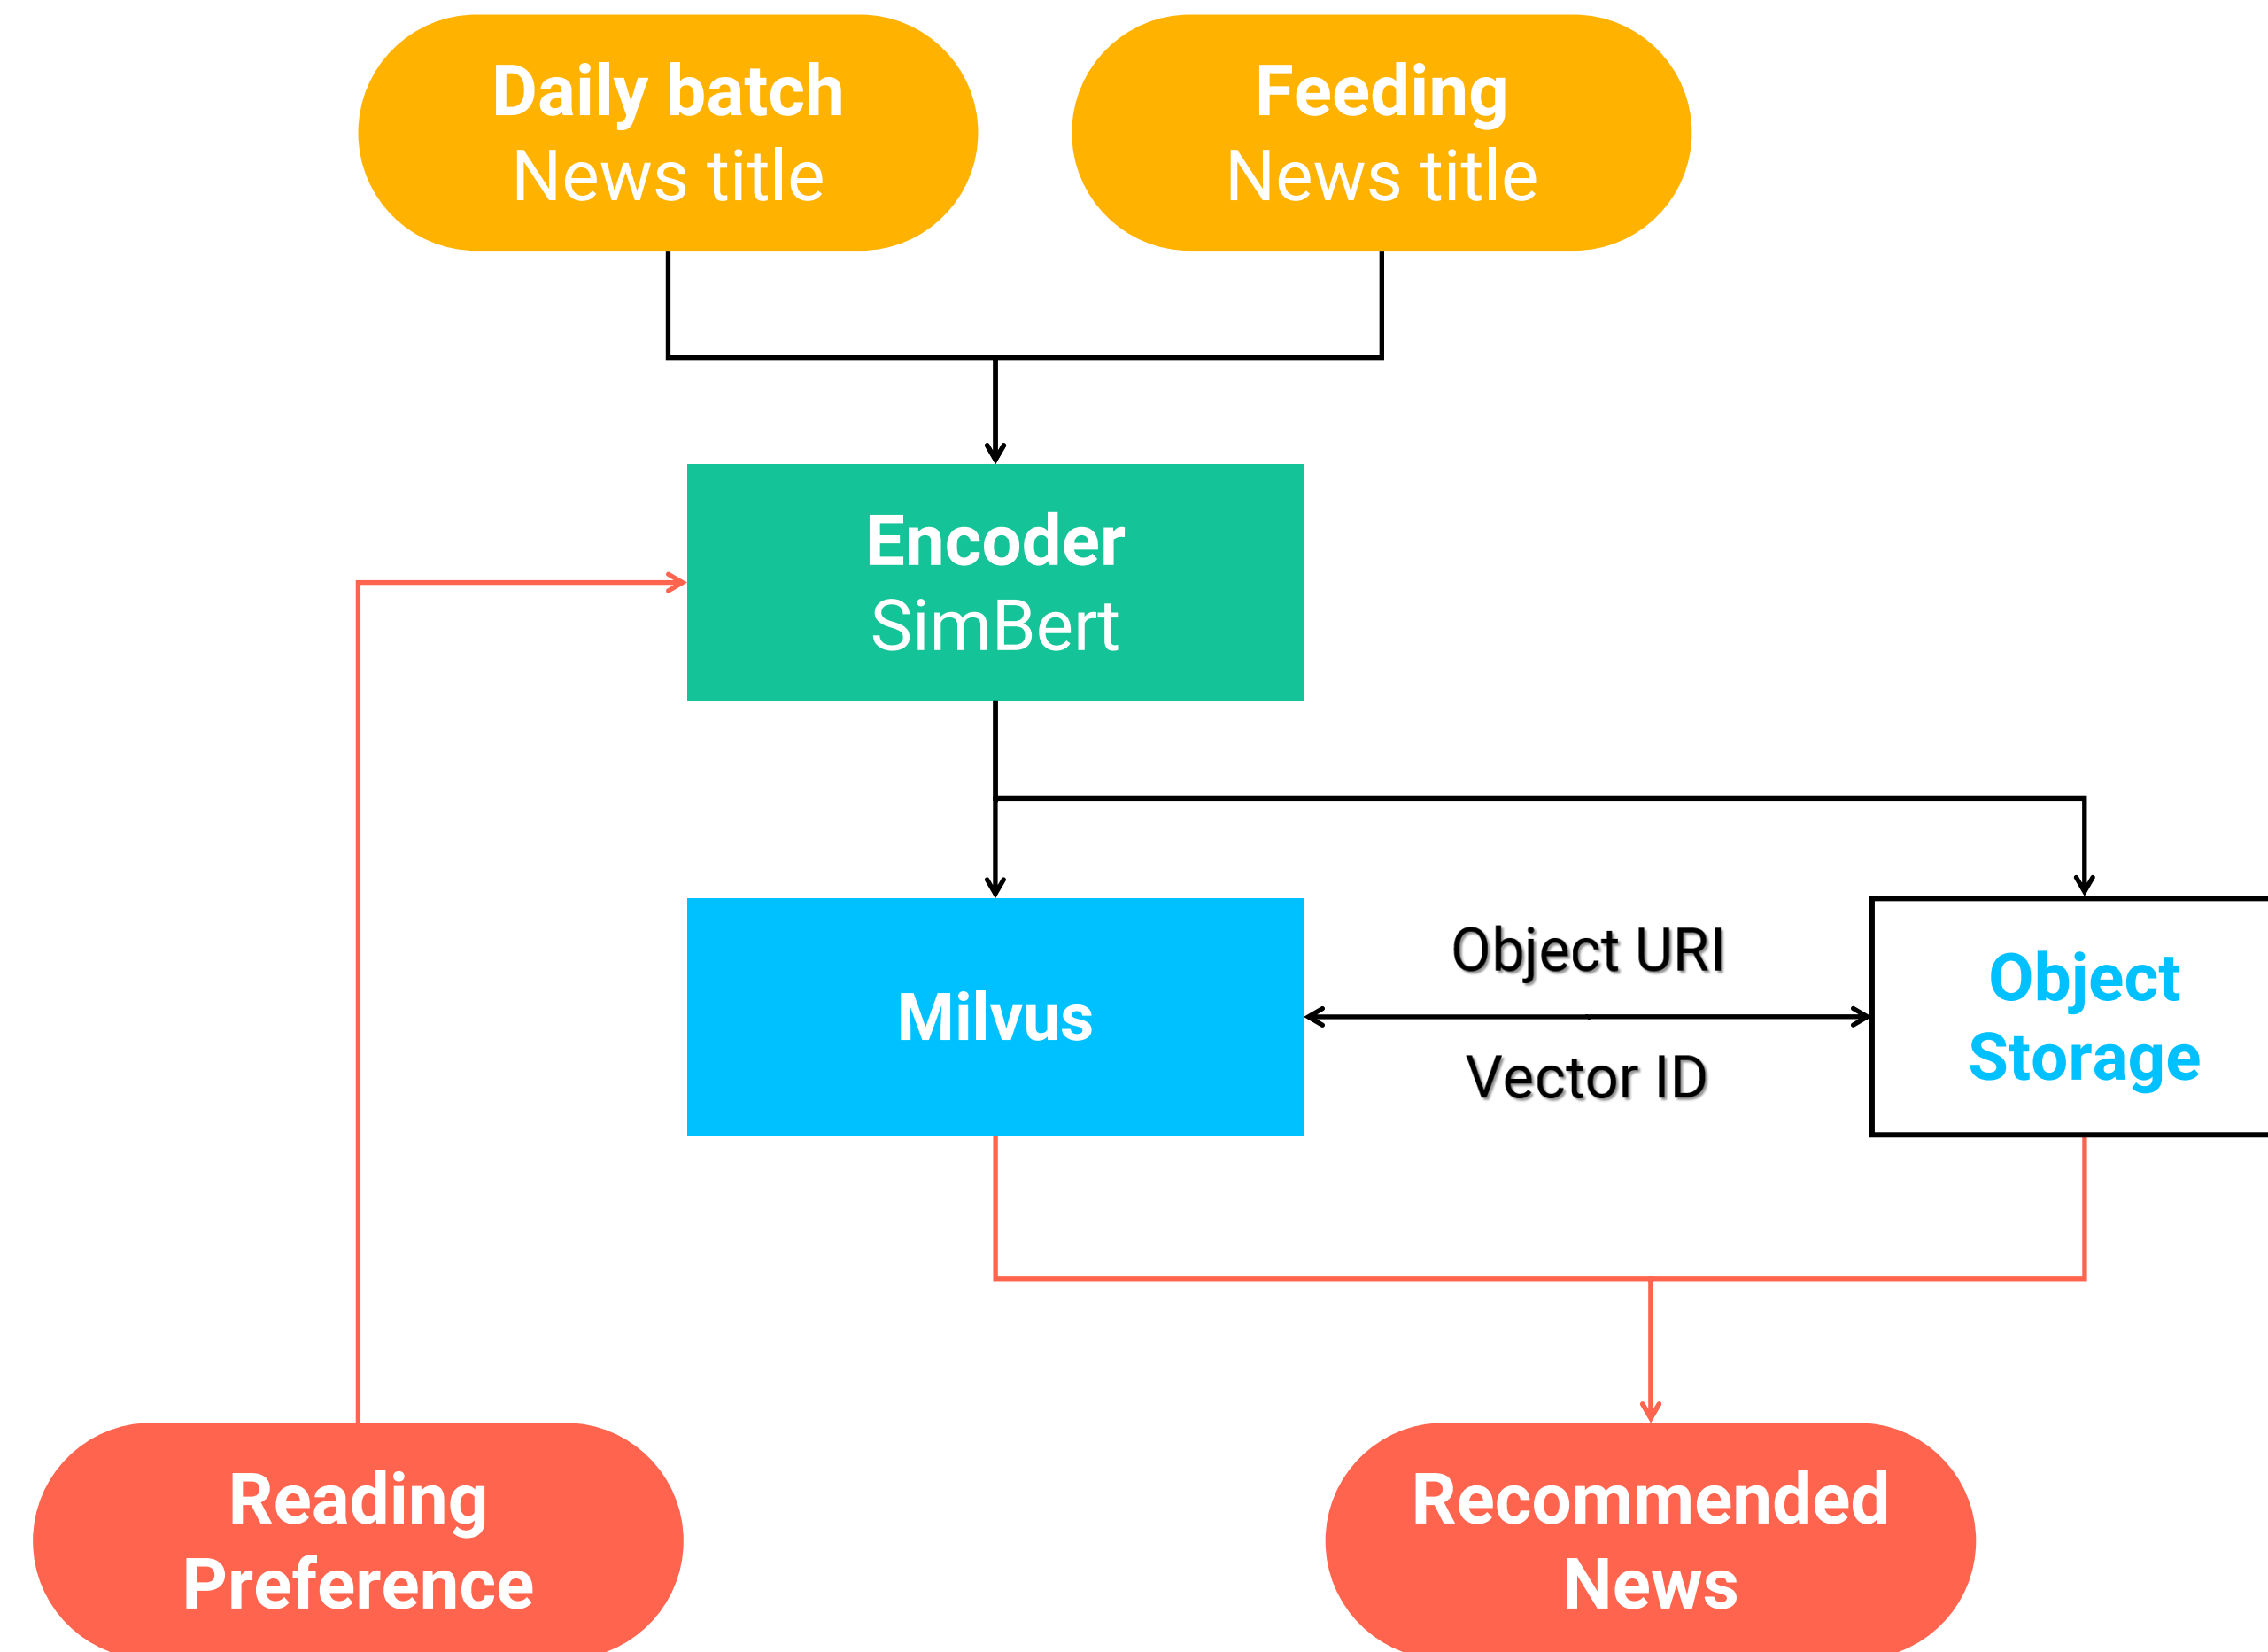 Daily batch
News title
Feeding
News title
Encoder
SimBert
Milvus
Object URI
Vector ID
Object
Storage
Reading
Preference
Recommended
News